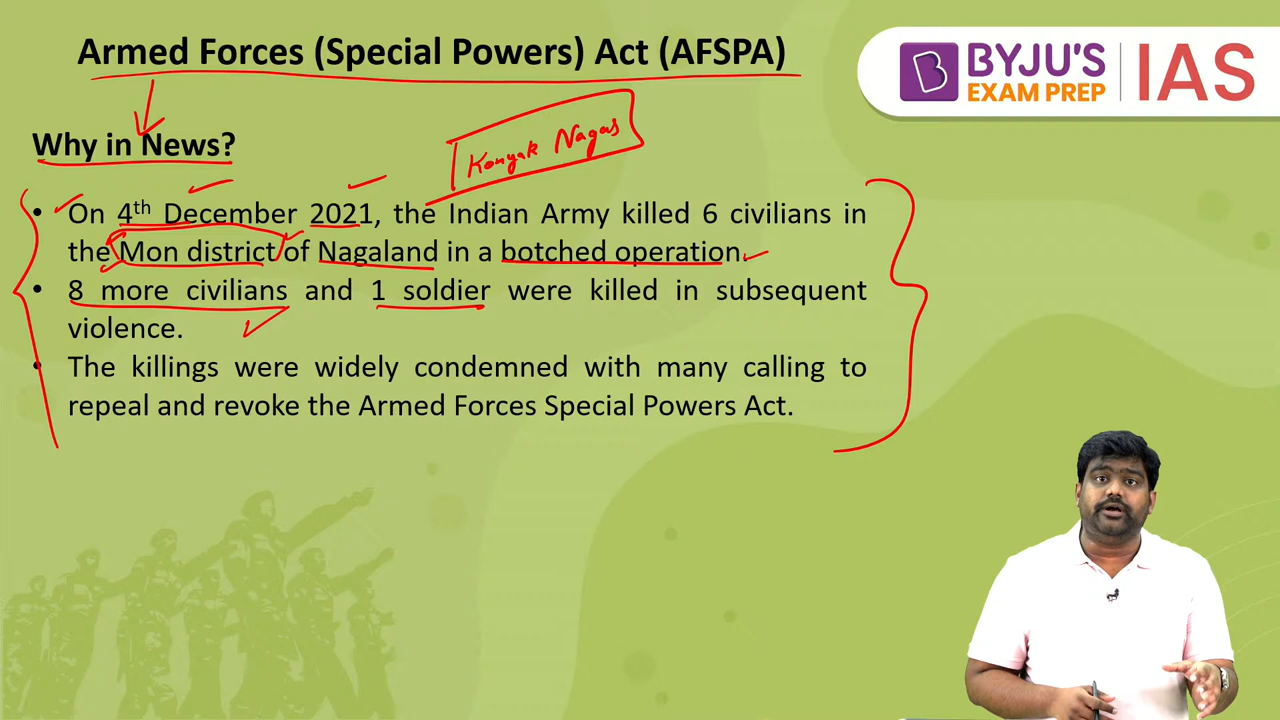 Armed Forces (Special Powers) Act (AFSPA)
BYJU'S
EXAM PREP
IAS
Why in News?
Konyak Nagas
• On 4th December 2021, the Indian Army killed 6 civilians in
the Mon district of Nagaland in a botched operation.
• 8 more civilians and 1 soldier were killed in subsequent
violence.
• The killings were widely condemned with many calling to
repeal and revoke the Armed Forces Special Powers Act.